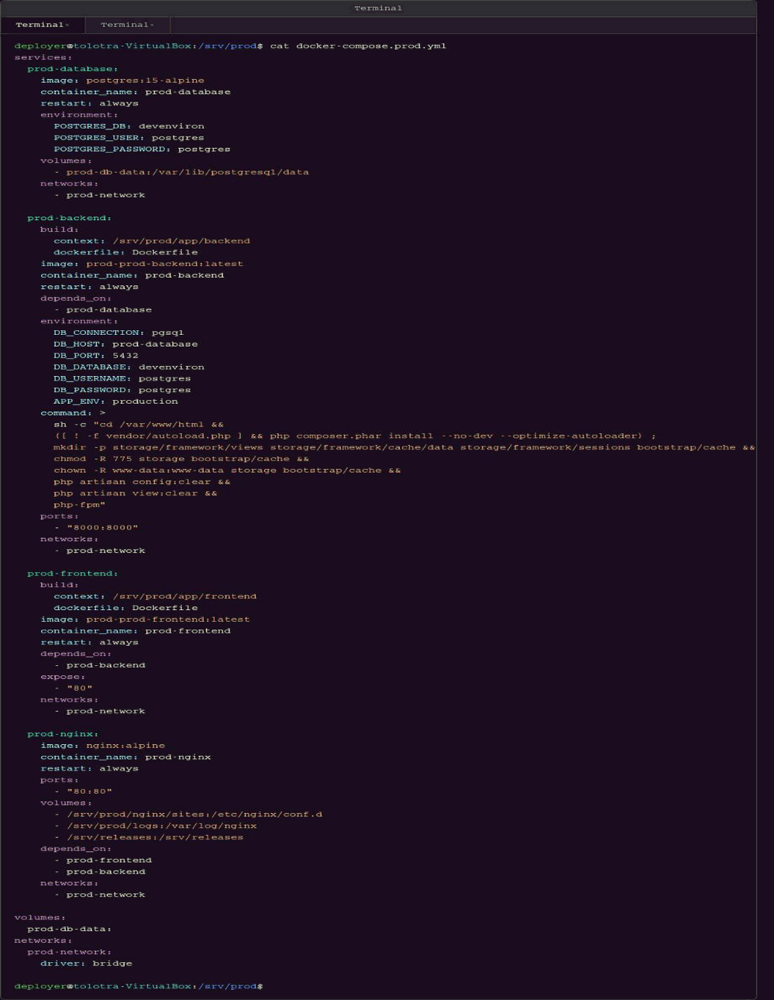 Terminal
Terminal× Terminal×
deployer@tolotra-VirtualBox:/srv/prod$ cat docker-compose.prod.yml
services:
  prod-database:
    image: postgres:15-alpine
    container_name: prod-database
    restart: always
    environment:
      POSTGRES_DB: devenviron
      POSTGRES_USER: postgres
      POSTGRES_PASSWORD: postgres
    volumes:
      - prod-db-data:/var/lib/postgresql/data
    networks:
      - prod-network

  prod-backend:
    build:
      context: /srv/prod/app/backend
      dockerfile: Dockerfile
    image: prod-prod-backend:latest
    container_name: prod-backend
    restart: always
    depends_on:
      - prod-database
    environment:
      DB_CONNECTION: pgsql
      DB_HOST: prod-database
      DB_PORT: 5432
      DB_DATABASE: devenviron
      DB_USERNAME: postgres
      DB_PASSWORD: postgres
      APP_ENV: production
    command: >
      sh -c "cd /var/www/html &&
      ([ ! -f vendor/autoload.php ] && php composer.phar install --no-dev --optimize-autoloader) ;
      mkdir -p storage/framework/views storage/framework/cache/data storage/framework/sessions bootstrap/cache &&
      chmod -R 775 storage bootstrap/cache &&
      chown -R www-data:www-data storage bootstrap/cache &&
      php artisan config:clear &&
      php artisan view:clear &&
      php-fpm"
    ports:
      - "8000:8000"
    networks:
      - prod-network

  prod-frontend:
    build:
      context: /srv/prod/app/frontend
      dockerfile: Dockerfile
    image: prod-prod-frontend:latest
    container_name: prod-frontend
    restart: always
    depends_on:
      - prod-backend
    expose:
      - "80"
    networks:
      - prod-network

  prod-nginx:
    image: nginx:alpine
    container_name: prod-nginx
    restart: always
    ports:
      - "80:80"
    volumes:
      - /srv/prod/nginx/sites:/etc/nginx/conf.d
      - /srv/prod/logs:/var/log/nginx
      - /srv/releases:/srv/releases
    depends_on:
      - prod-frontend
      - prod-backend
    networks:
      - prod-network

volumes:
  prod-db-data:
networks:
  prod-network:
    driver: bridge

deployer@tolotra-VirtualBox:/srv/prod$